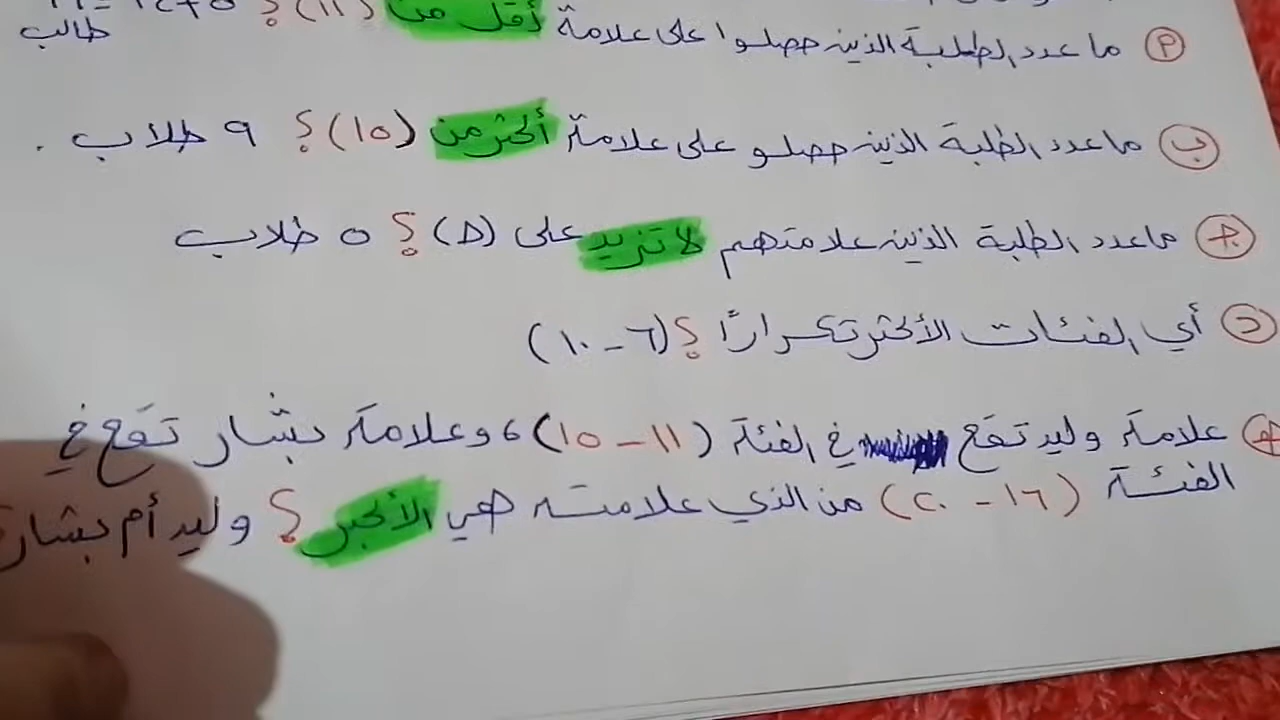 أ ما عدد الطلبة الذين حصلوا على علامة أقل من (١١)؟
طالب
ب ما عدد الطلبة الذين حصلو على علامة أكثر من (١٥)؟ ٩ طلاب .
ج ما عدد الطلبة الذين علامتهم لا تزيد على (٥)؟ ٥ طلاب
د أي الفئات الأكثر تكرارًا؟ (٦-١٠)
هـ علامة وليد تقع في الفئة (١١-١٥)، وعلامة بشار تقع في
الفئة (١٦-٢٠) من الذي علامته هي الأكبر؟ وليد أم بشار